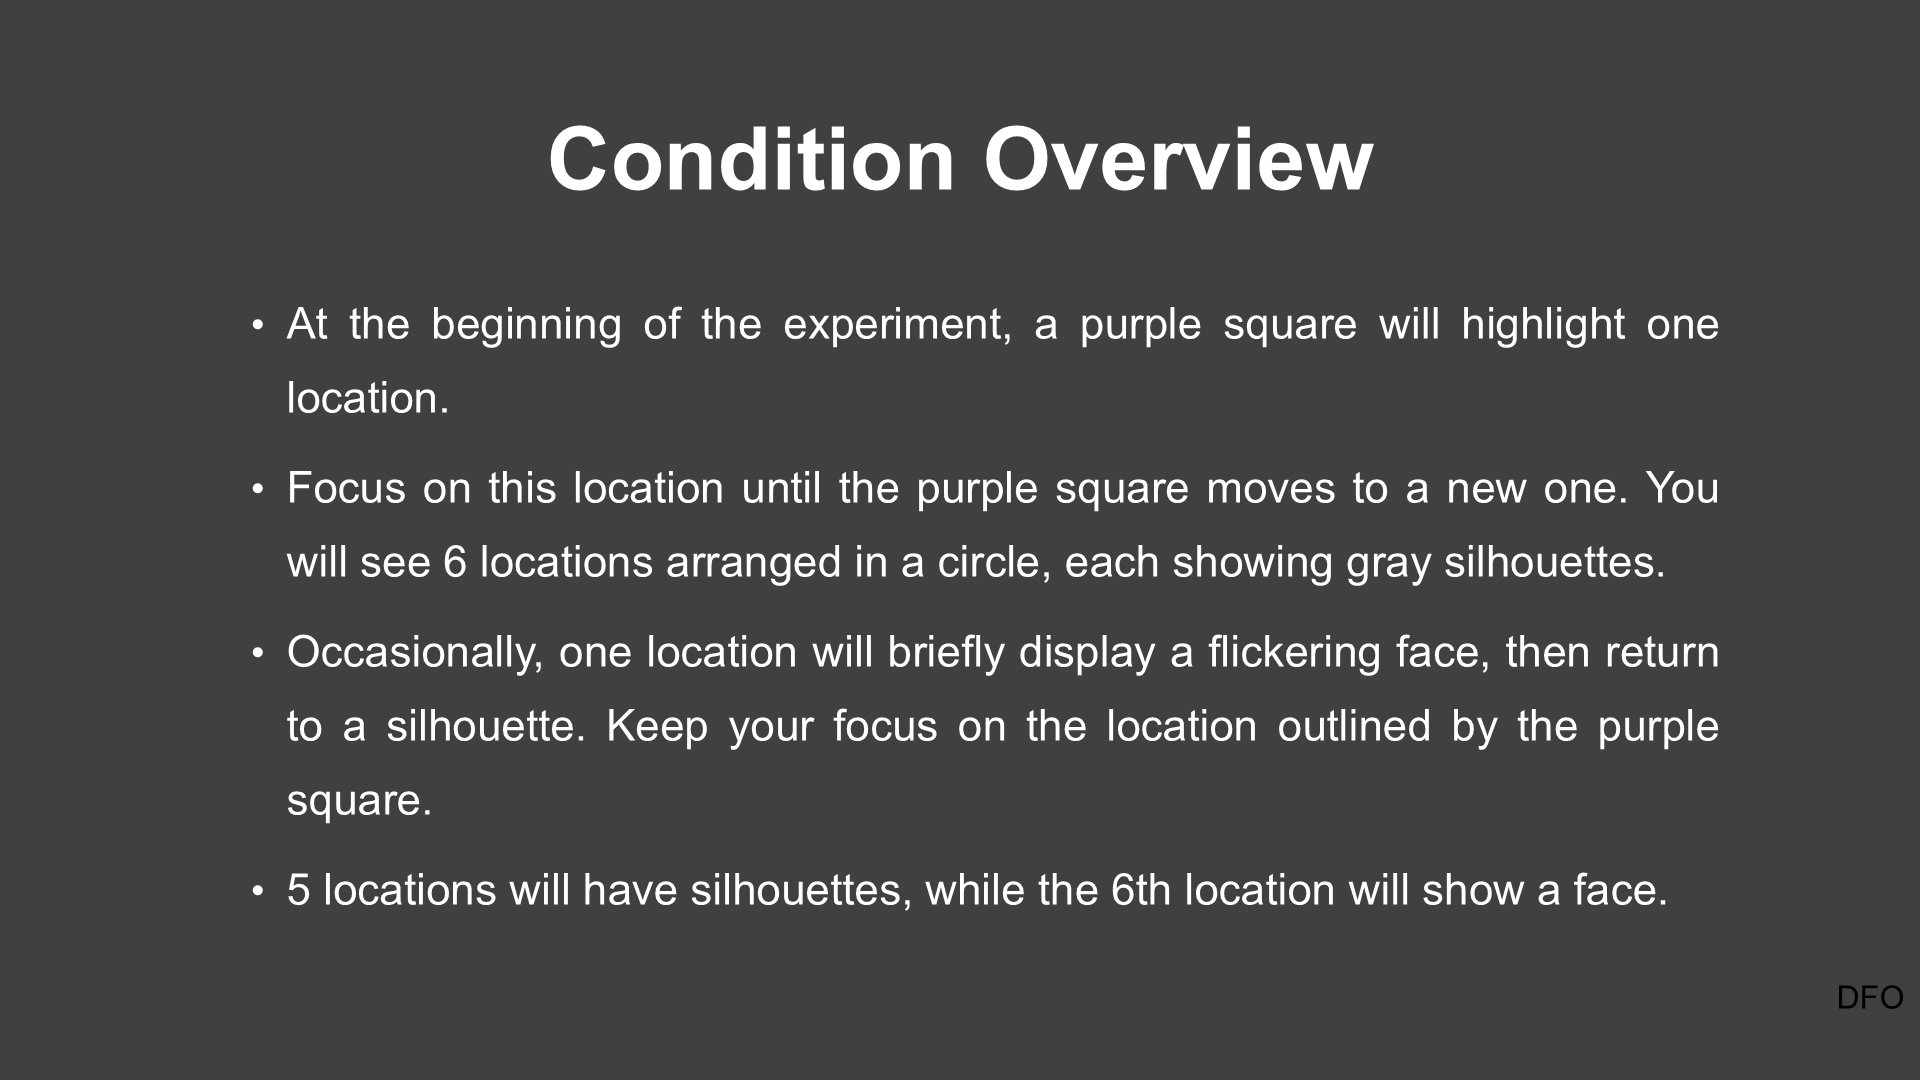 Condition Overview
• At the beginning of the experiment, a purple square will highlight one
location.
• Focus on this location until the purple square moves to a new one. You
will see 6 locations arranged in a circle, each showing gray silhouettes.
• Occasionally, one location will briefly display a flickering face, then return
to a silhouette. Keep your focus on the location outlined by the purple
square.
• 5 locations will have silhouettes, while the 6th location will show a face.
DFO